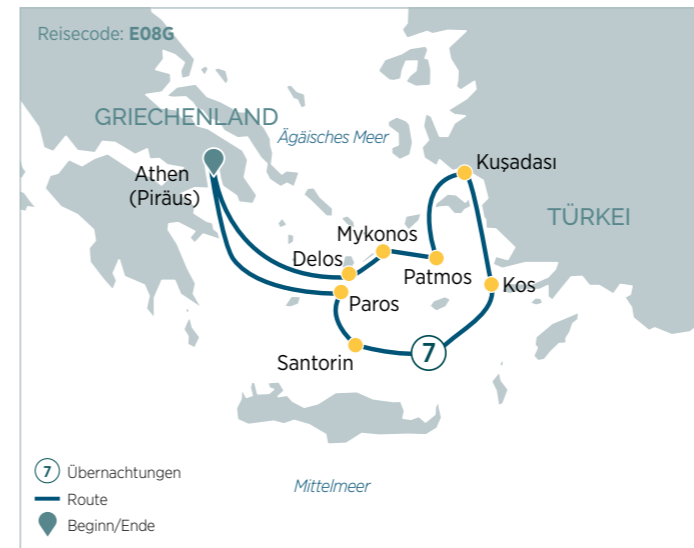 Reisecode: E08G
GRIECHENLAND
Ägäisches Meer
Athen
(Piräus)
Kuşadası
TÜRKEI
Mykonos
Delos
Patmos
Kos
Paros
Santorin
7
7 Übernachtungen
Route
Beginn/Ende
Mittelmeer